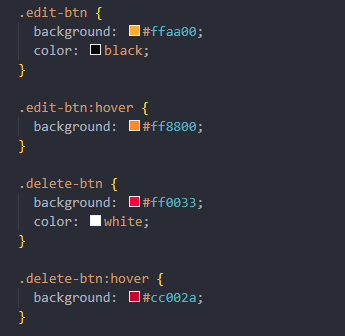 .edit-btn {
  background: #ffaa00;
  color: black;
}

.edit-btn:hover {
  background: #ff8800;
}

.delete-btn {
  background: #ff0033;
  color: white;
}

.delete-btn:hover {
  background: #cc002a;
}